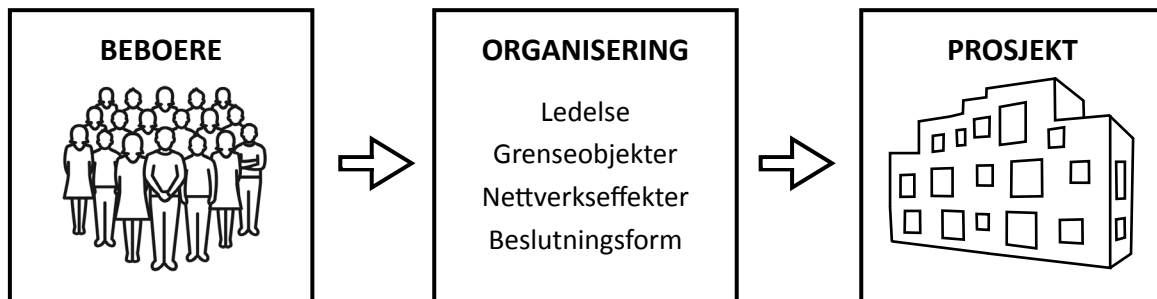 BEBOERE
ORGANISERING
Ledelse
Grenseobjekter
Nettverkseffekter
Beslutningsform
PROSJEKT